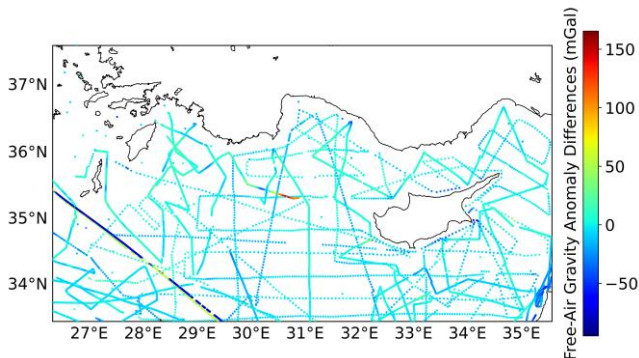 37°N
36°N
35°N
34°N
27°E 28°E 29°E 30°E 31°E 32°E 33°E 34°E 35°E
150
100
50
0
−50
Free-Air Gravity Anomaly Differences (mGal)